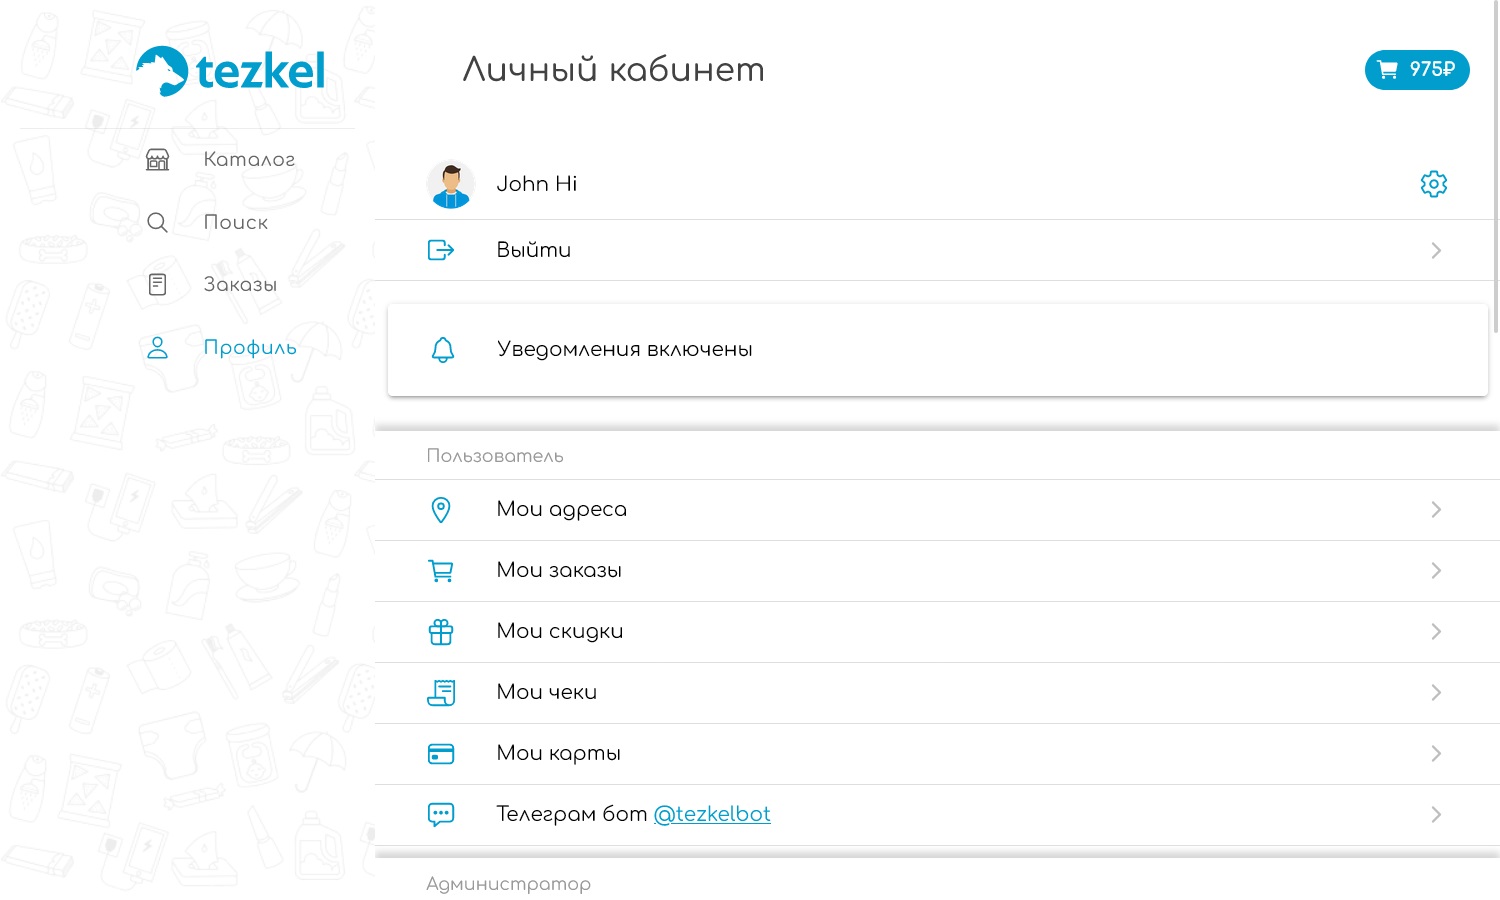 tezkel
Каталог
Поиск
Заказы
Профиль
Личный кабинет
975₽
John Hi
Выйти
Уведомления включены
Пользователь
Мои адреса
Мои заказы
Мои скидки
Мои чеки
Мои карты
Телеграм бот @tezkelbot
Администратор